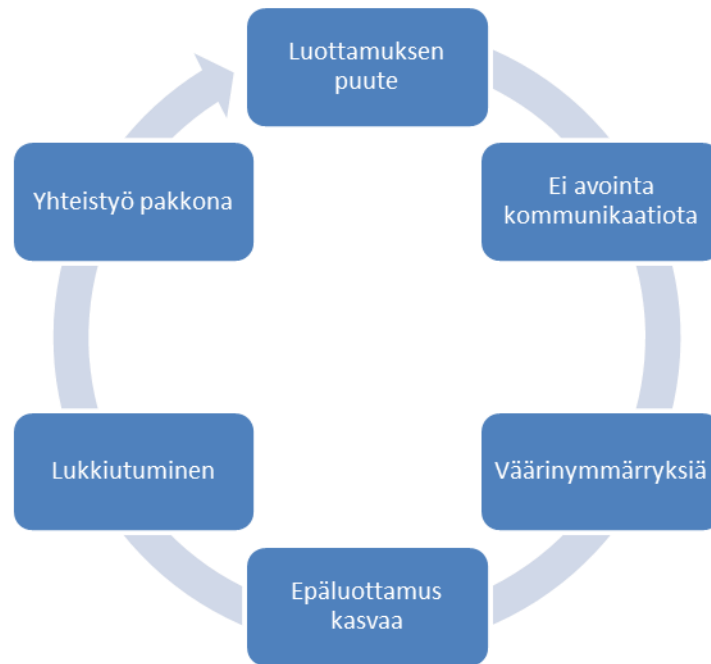 Luottamuksen
puute
Ei avointa
kommunikaatiota
Väärinymmärryksiä
Epäluottamus
kasvaa
Lukkiutuminen
Yhteistyö pakkona